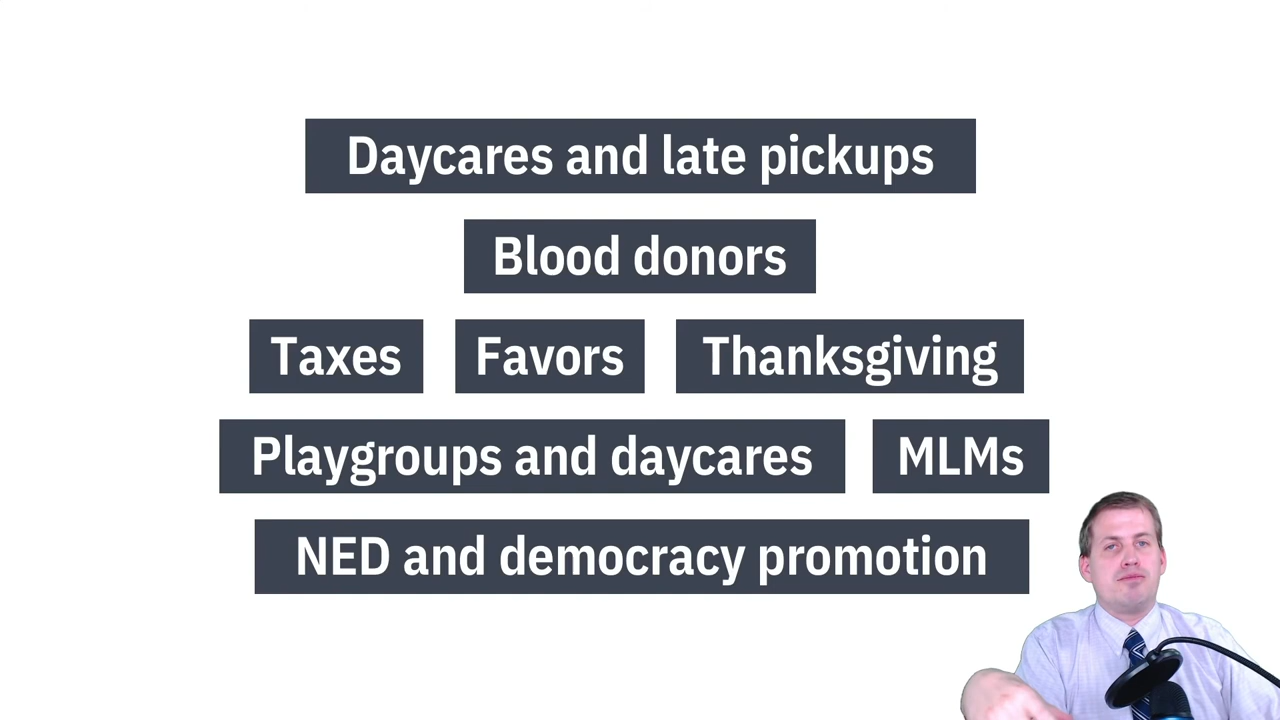 Daycares and late pickups
Blood donors
Taxes Favors Thanksgiving
Playgroups and daycares MLMs
NED and democracy promotion